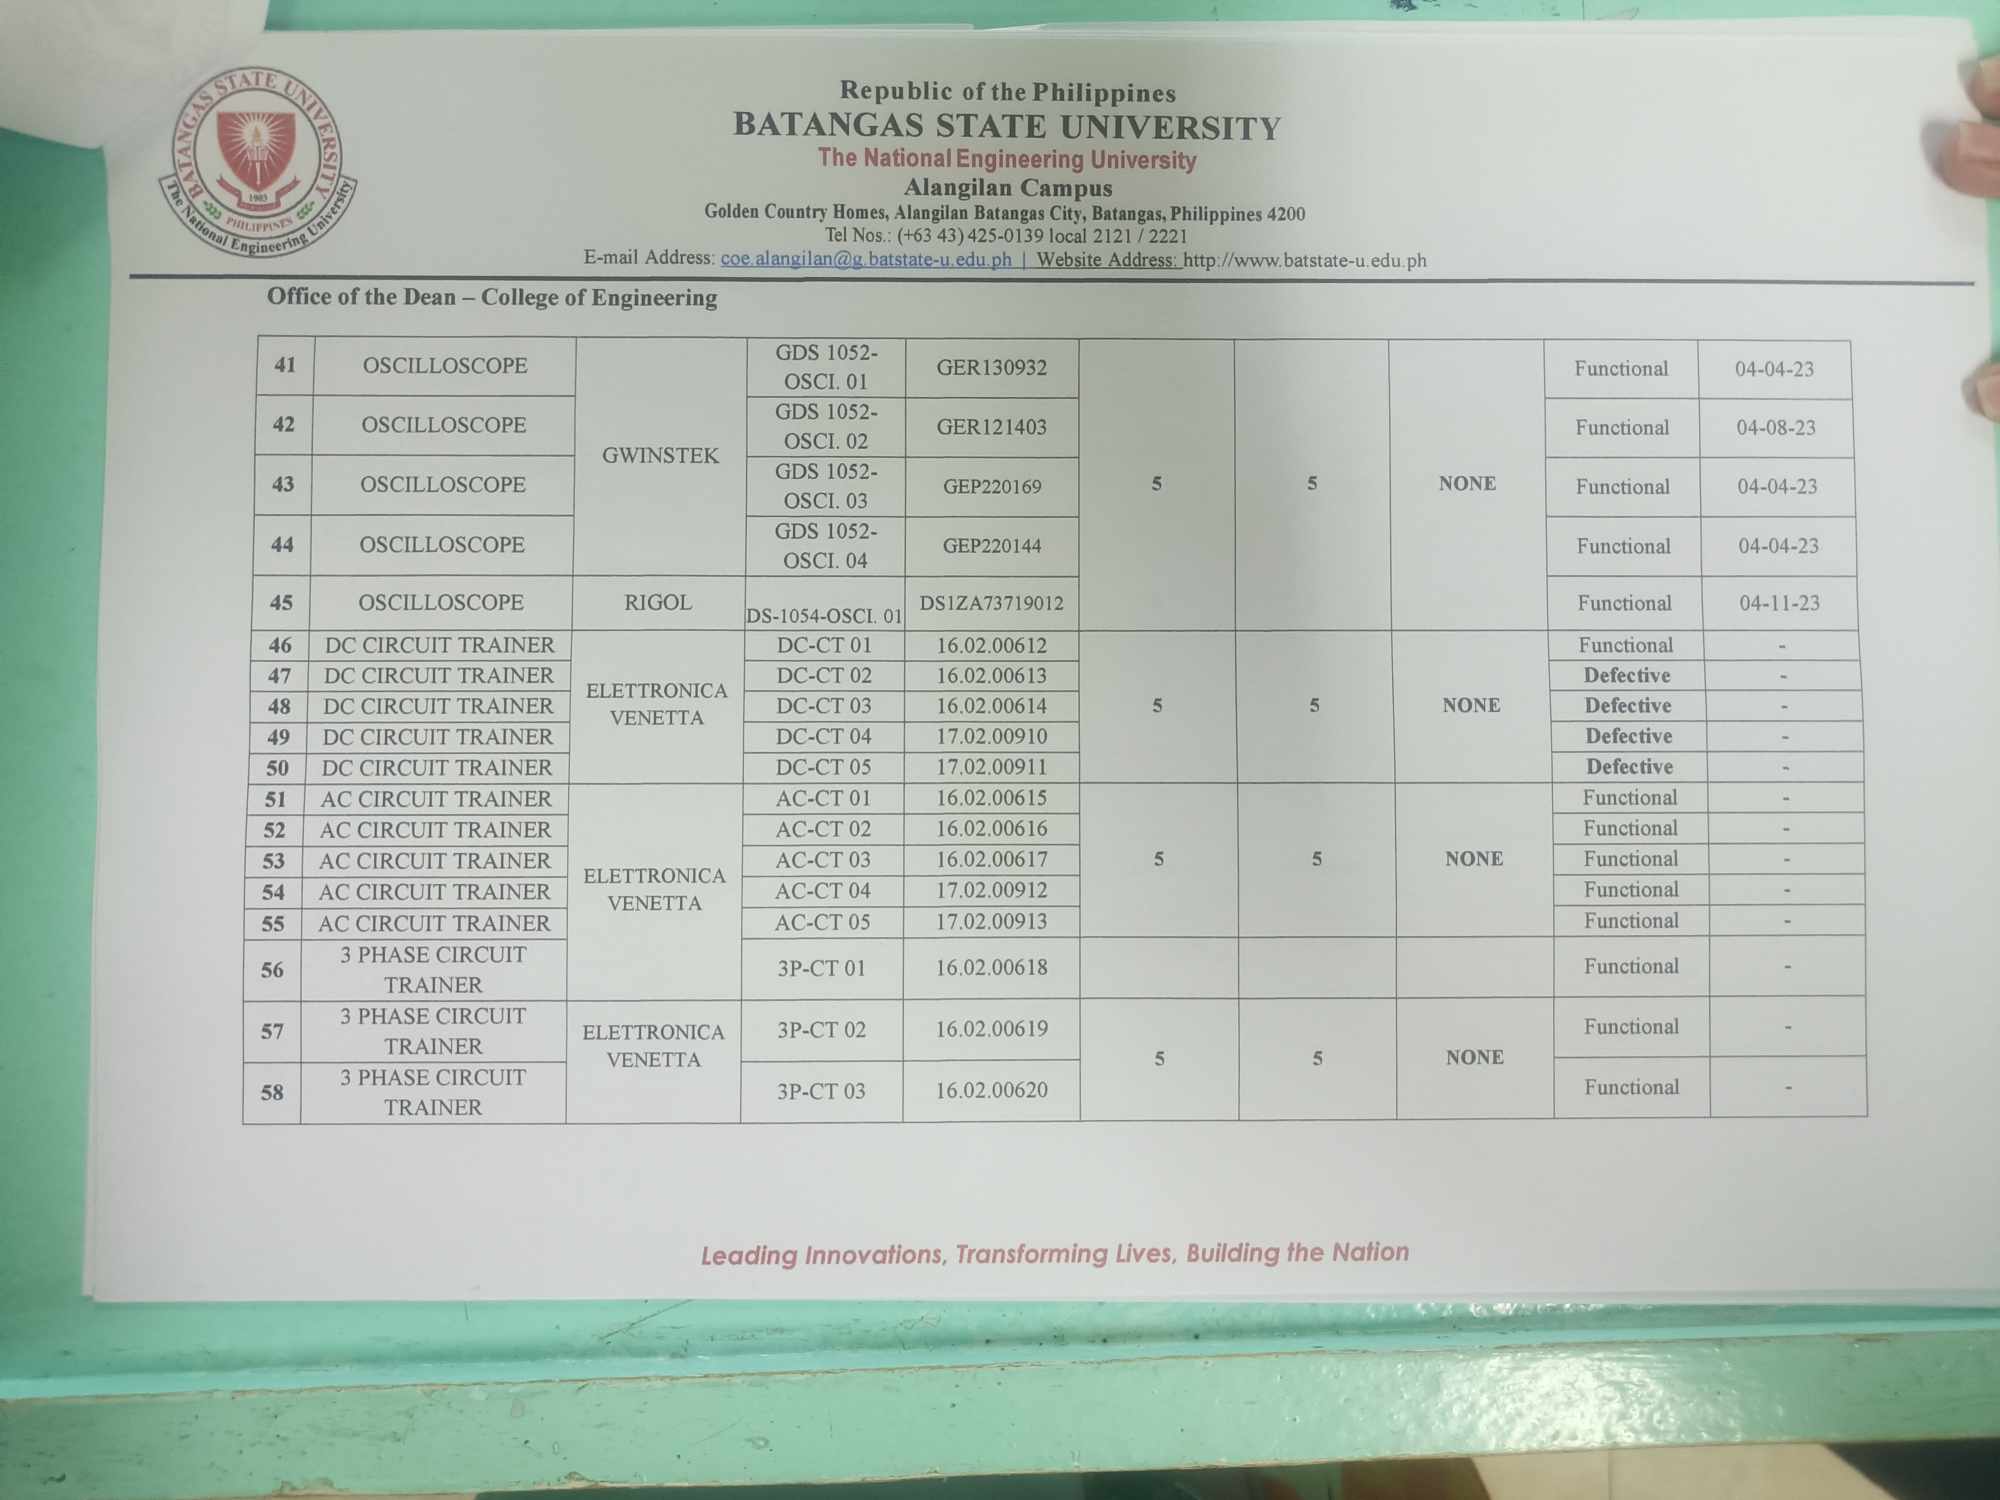 BATANGAS STATE UNIVERSITY
1903
PHILIPPINES
The National Engineering University
Republic of the Philippines
BATANGAS STATE UNIVERSITY
The National Engineering University
Alangilan Campus
Golden Country Homes, Alangilan Batangas City, Batangas, Philippines 4200
Tel Nos.: (+63 43) 425-0139 local 2121 / 2221
E-mail Address: coe.alangilan@g.batstate-u.edu.ph | Website Address: http://www.batstate-u.edu.ph
Office of the Dean – College of Engineering
41 OSCILLOSCOPE GWINSTEK GDS 1052-OSCI. 01 GER130932 5 5 NONE Functional 04-04-23
42 OSCILLOSCOPE GDS 1052-OSCI. 02 GER121403 Functional 04-08-23
43 OSCILLOSCOPE GDS 1052-OSCI. 03 GEP220169 Functional 04-04-23
44 OSCILLOSCOPE GDS 1052-OSCI. 04 GEP220144 Functional 04-04-23
45 OSCILLOSCOPE RIGOL DS-1054-OSCI. 01 DS1ZA73719012 Functional 04-11-23
46 DC CIRCUIT TRAINER ELETTRONICA VENETTA DC-CT 01 16.02.00612 5 5 NONE Functional -
47 DC CIRCUIT TRAINER DC-CT 02 16.02.00613 Defective -
48 DC CIRCUIT TRAINER DC-CT 03 16.02.00614 Defective -
49 DC CIRCUIT TRAINER DC-CT 04 17.02.00910 Defective -
50 DC CIRCUIT TRAINER DC-CT 05 17.02.00911 Defective -
51 AC CIRCUIT TRAINER ELETTRONICA VENETTA AC-CT 01 16.02.00615 5 5 NONE Functional -
52 AC CIRCUIT TRAINER AC-CT 02 16.02.00616 Functional -
53 AC CIRCUIT TRAINER AC-CT 03 16.02.00617 Functional -
54 AC CIRCUIT TRAINER AC-CT 04 17.02.00912 Functional -
55 AC CIRCUIT TRAINER AC-CT 05 17.02.00913 Functional -
56 3 PHASE CIRCUIT TRAINER 3P-CT 01 16.02.00618 Functional -
57 3 PHASE CIRCUIT TRAINER ELETTRONICA VENETTA 3P-CT 02 16.02.00619 5 5 NONE Functional -
58 3 PHASE CIRCUIT TRAINER 3P-CT 03 16.02.00620 Functional -
Leading Innovations, Transforming Lives, Building the Nation